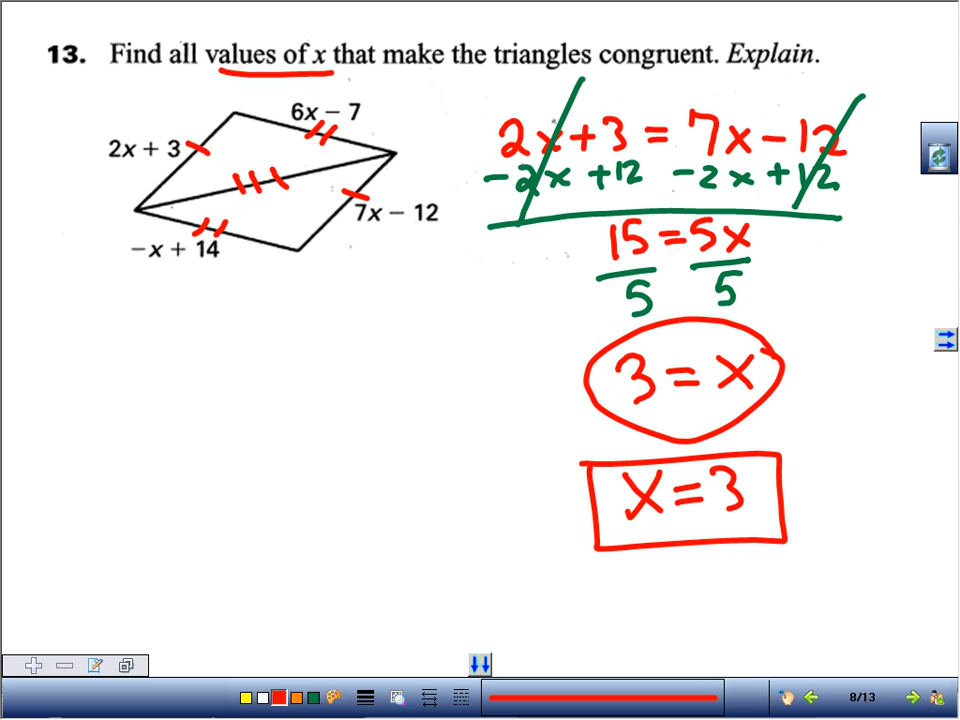 13. Find all values of x that make the triangles congruent. Explain.
6x − 7
2x + 3
7x − 12
−x + 14
2x + 3 = 7x − 12
−2x +12 −2x +12
15 = 5x
5 5
3 = x
x = 3
8/13